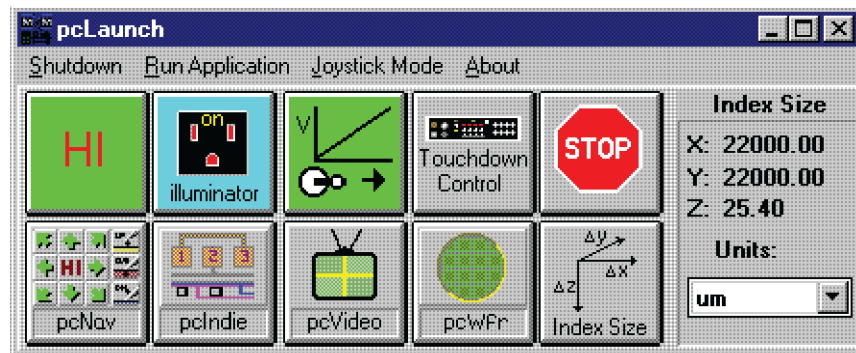 pcLaunch
Shutdown Run Application Joystick Mode About
HI
on
illuminator
V
Touchdown
Control
STOP
Index Size
X: 22000.00
Y: 22000.00
Z: 25.40
Units:
um
HI
pcNav
1 2 3
pcIndie
pcVideo
pcWfr
Δy
Δx
Δz
Index Size